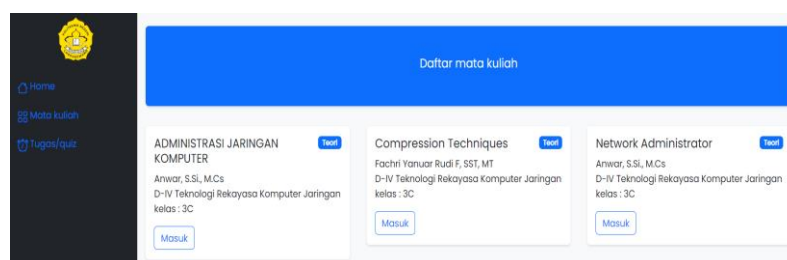 Home
Mata kuliah
Tugas/quiz
Daftar mata kuliah
ADMINISTRASI JARINGAN
KOMPUTER
Teori
Anwar, S.Si., M.Cs
D-IV Teknologi Rekayasa Komputer Jaringan
kelas : 3C
Masuk
Compression Techniques
Teori
Fachri Yanuar Rudi F, SST, MT
D-IV Teknologi Rekayasa Komputer Jaringan
kelas : 3C
Masuk
Network Administrator
Teori
Anwar, S.Si., M.Cs
D-IV Teknologi Rekayasa Komputer Jaringan
kelas : 3C
Masuk